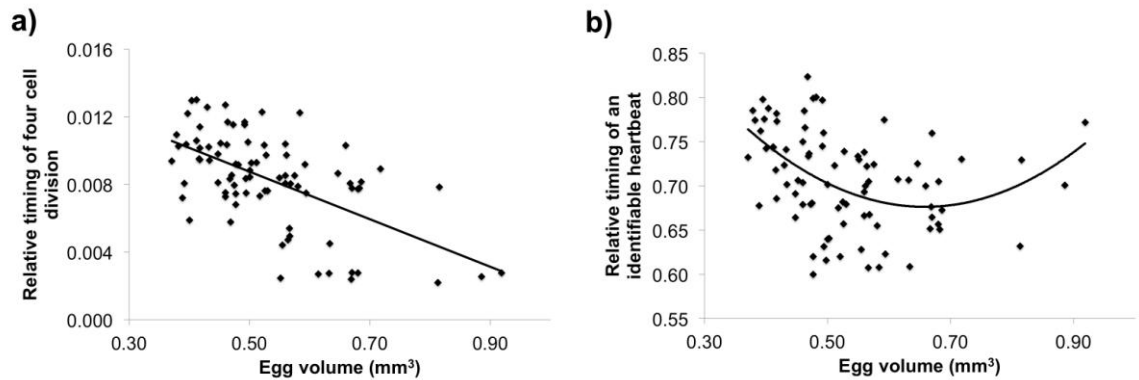 a)
0.016
0.012
0.008
0.004
0.000
Relative timing of four cell
division
0.30
0.50
0.70
0.90
Egg volume (mm³)
b)
0.85
0.80
0.75
0.70
0.65
0.60
0.55
Relative timing of an
identifiable heartbeat
0.30
0.50
0.70
0.90
Egg volume (mm³)